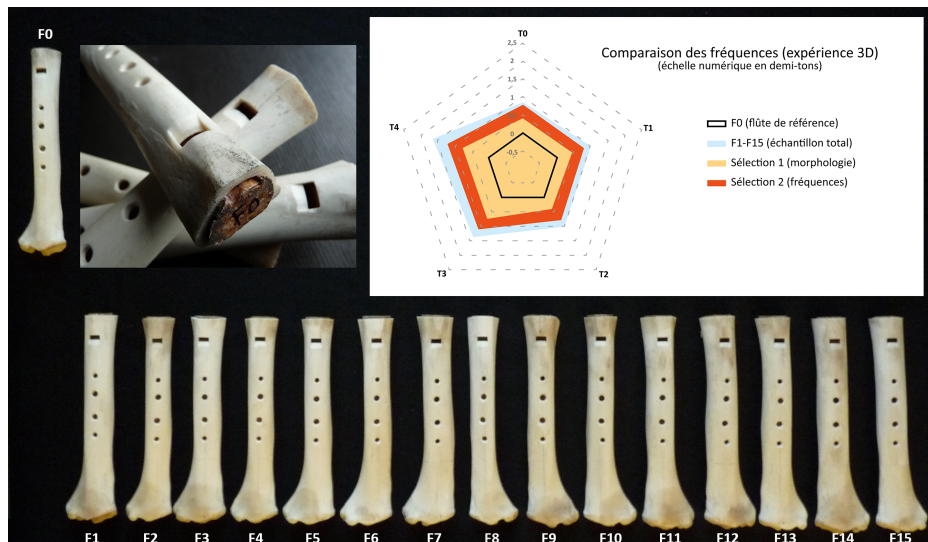 F0
F0
T0
2,5
2
1,5
1
0
-0,5
T4
T1
T3
T2
Comparaison des fréquences (expérience 3D)
(échelle numérique en demi-tons)
F0 (flûte de référence)
F1-F15 (échantillon total)
Sélection 1 (morphologie)
Sélection 2 (fréquences)
F1 F2 F3 F4 F5 F6 F7 F8 F9 F10 F11 F12 F13 F14 F15